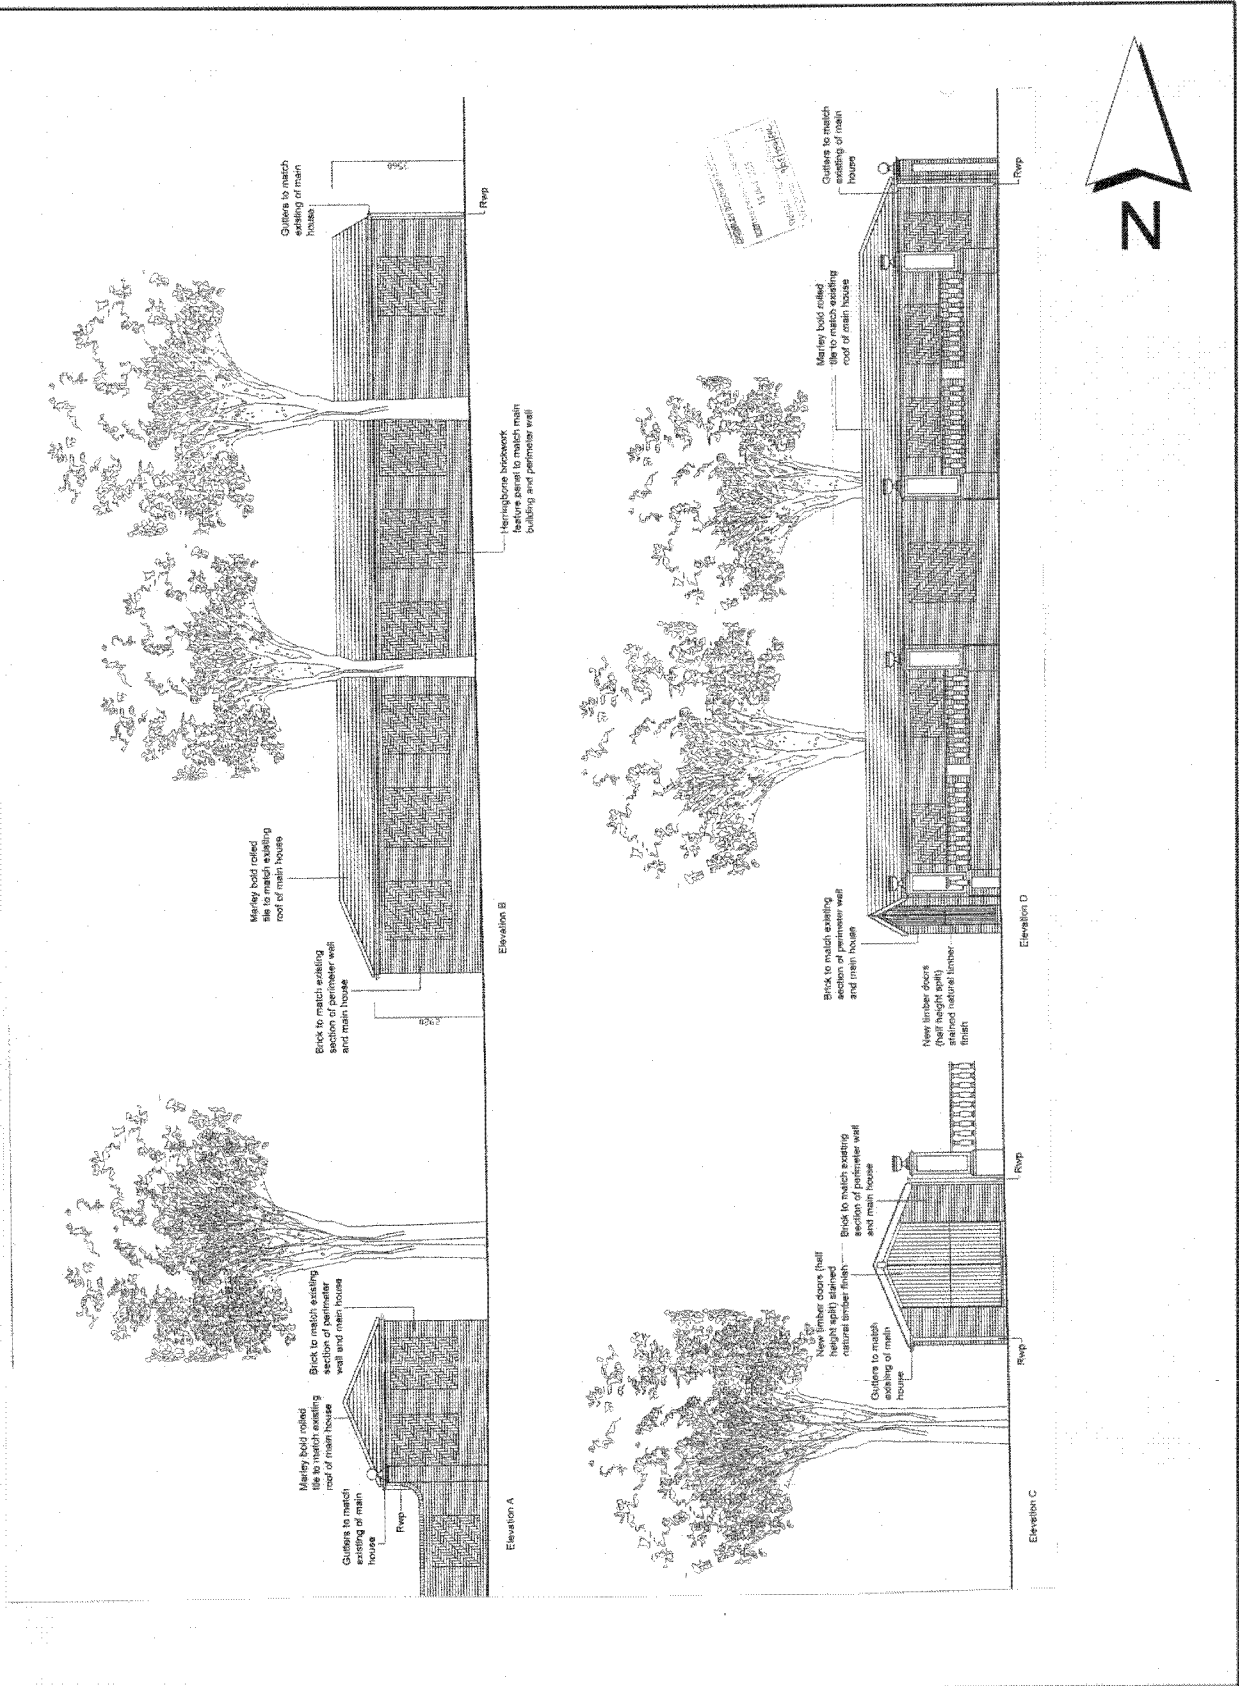 Gutters to match
existing of main
house
Rwp
Marley bold rolled
tile to match existing
roof of main house
Brick to match existing
section of perimeter
wall and main house
Elevation A
Brick to match existing
section of perimeter wall
and main house
Marley bold rolled
tile to match existing
roof of main house
Gutters to match
existing of main
house
Rwp
Herringbone brickwork
feature panel to match main
building and perimeter wall
Elevation B
Gutters to match
existing of main
house
Rwp
New timber doors (half
height split) stained
natural timber finish
Brick to match existing
section of perimeter wall
and main house
Rwp
Elevation C
New timber doors
(half height split)
stained natural timber
finish
Brick to match existing
section of perimeter wall
and main house
Marley bold rolled
tile to match existing
roof of main house
Gutters to match
existing of main
house
Rwp
Elevation D
N